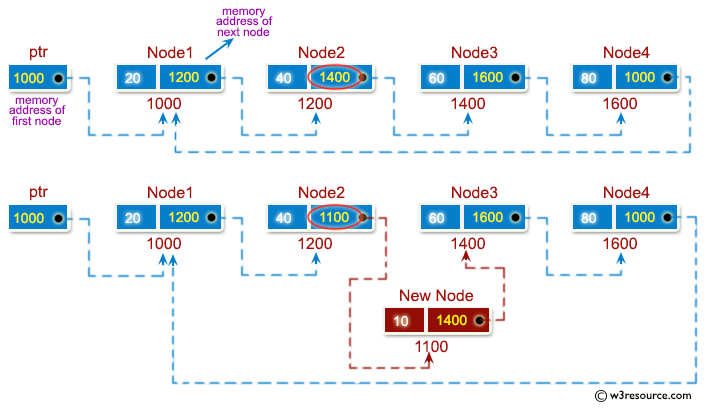 memory
address of
next node
ptr Node1 Node2 Node3 Node4
1000 20 1200 40 1400 60 1600 80 1000
memory
address of
first node
1000 1200 1400 1600
ptr Node1 Node2 Node3 Node4
1000 20 1200 40 1100 60 1600 80 1000
1000 1200 1400 1600
New Node
10 1400
1100
© w3resource.com